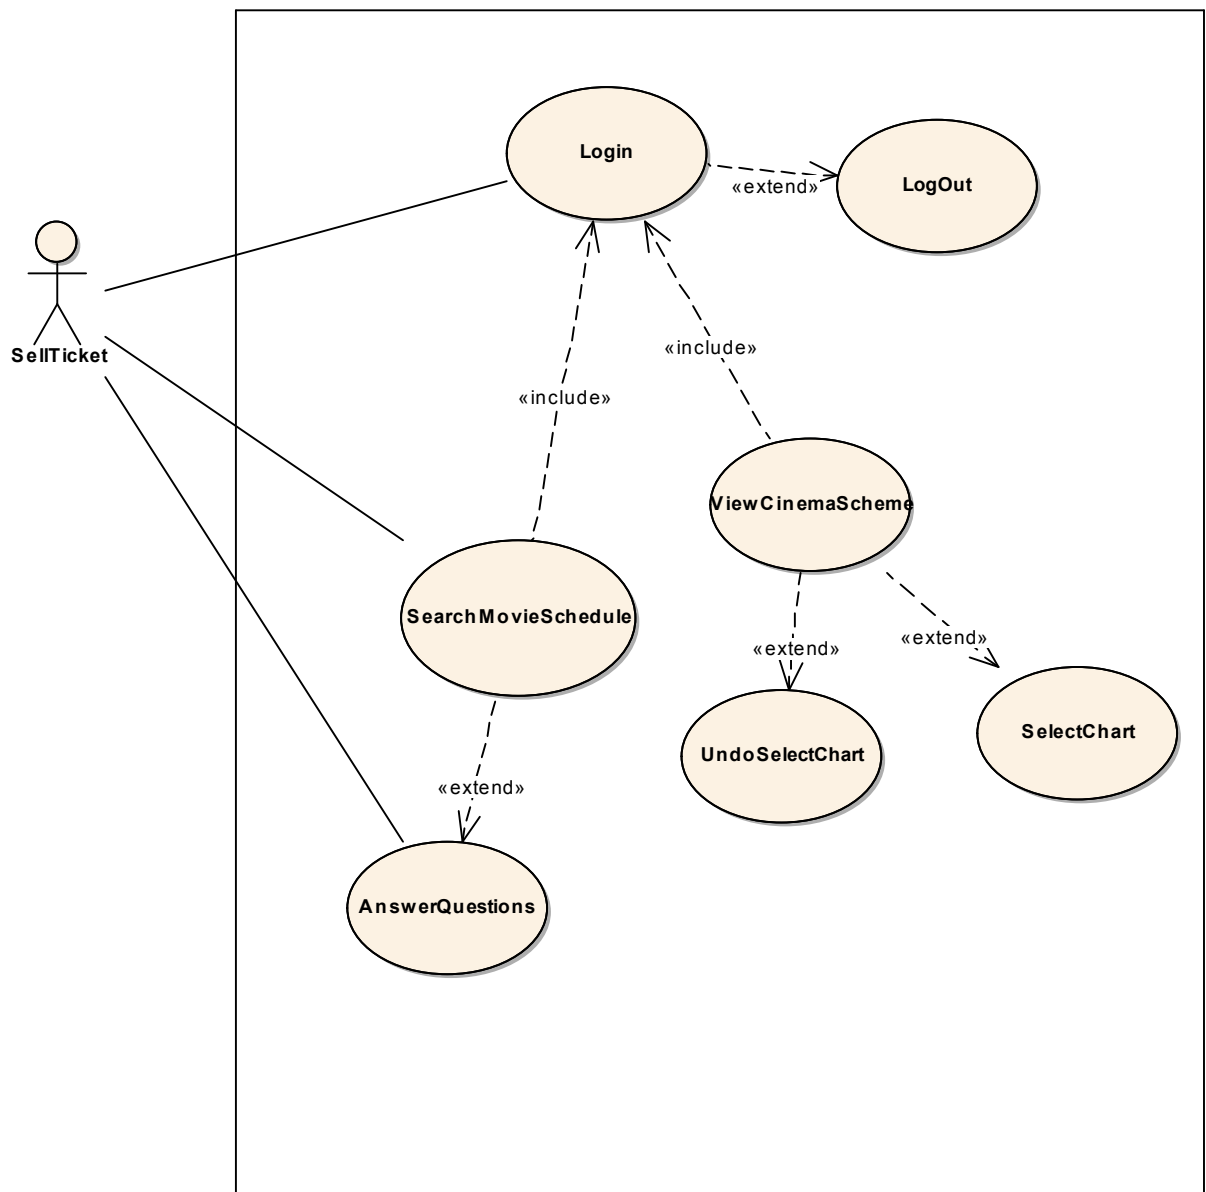 Login
LogOut
«extend»
SellTicket
«include»
«include»
ViewCinemaScheme
SearchMovieSchedule
«extend»
«extend»
SelectChart
UndoSelectChart
«extend»
AnswerQuestions